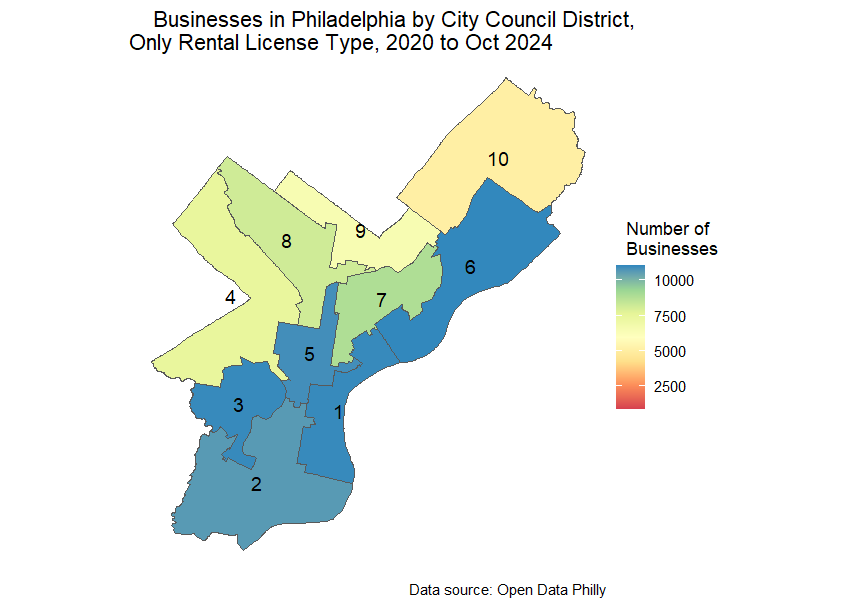 Businesses in Philadelphia by City Council District,
Only Rental License Type, 2020 to Oct 2024
10
9
8
6
4
7
5
3
1
2
Number of
Businesses
10000
7500
5000
2500
Data source: Open Data Philly